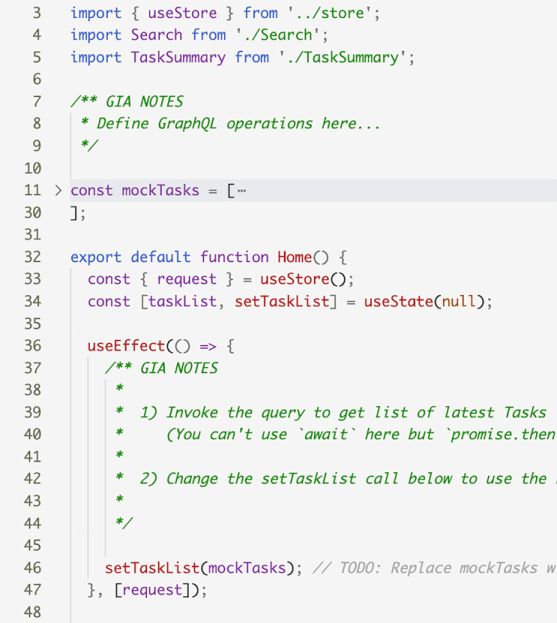 3 import { useStore } from '../store';
4 import Search from './Search';
5 import TaskSummary from './TaskSummary';
6
7 /** GIA NOTES
8 * Define GraphQL operations here...
9 */
10
11 > const mockTasks = [⋯
30 ];
31
32 export default function Home() {
33 const { request } = useStore();
34 const [taskList, setTaskList] = useState(null);
35
36 useEffect(() => {
37 /** GIA NOTES
38 *
39 * 1) Invoke the query to get list of latest Tasks
40 * (You can't use `await` here but `promise.then
41 *
42 * 2) Change the setTaskList call below to use the
43 *
44 */
45
46 setTaskList(mockTasks); // TODO: Replace mockTasks w
47 }, [request]);
48